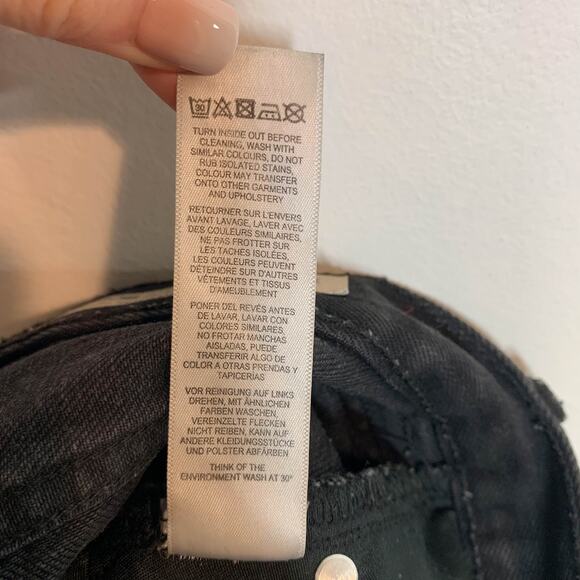 30
TURN INSIDE OUT BEFORE
CLEANING, WASH WITH
SIMILAR COLOURS, DO NOT
RUB ISOLATED STAINS,
COLOUR MAY TRANSFER
ONTO OTHER GARMENTS
AND UPHOLSTERY
RETOURNER SUR L'ENVERS
AVANT LAVAGE, LAVER AVEC
DES COULEURS SIMILAIRES,
NE PAS FROTTER SUR
LES TACHES ISOLÉES,
LES COULEURS PEUVENT
DÉTEINDRE SUR D'AUTRES
VÊTEMENTS ET TISSUS
D'AMEUBLEMENT
PONER DEL REVÉS ANTES
DE LAVAR, LAVAR CON
COLORES SIMILARES,
NO FROTAR MANCHAS
AISLADAS, PUEDE
TRANSFERIR ALGO DE
COLOR A OTRAS PRENDAS Y
TAPICERIAS
VOR REINIGUNG AUF LINKS
DREHEN, MIT ÄHNLICHEN
FARBEN WASCHEN,
VEREINZELTE FLECKEN
NICHT REIBEN, KANN AUF
ANDERE KLEIDUNGSSTÜCKE
UND POLSTER ABFÄRBEN
THINK OF THE
ENVIRONMENT WASH AT 30°